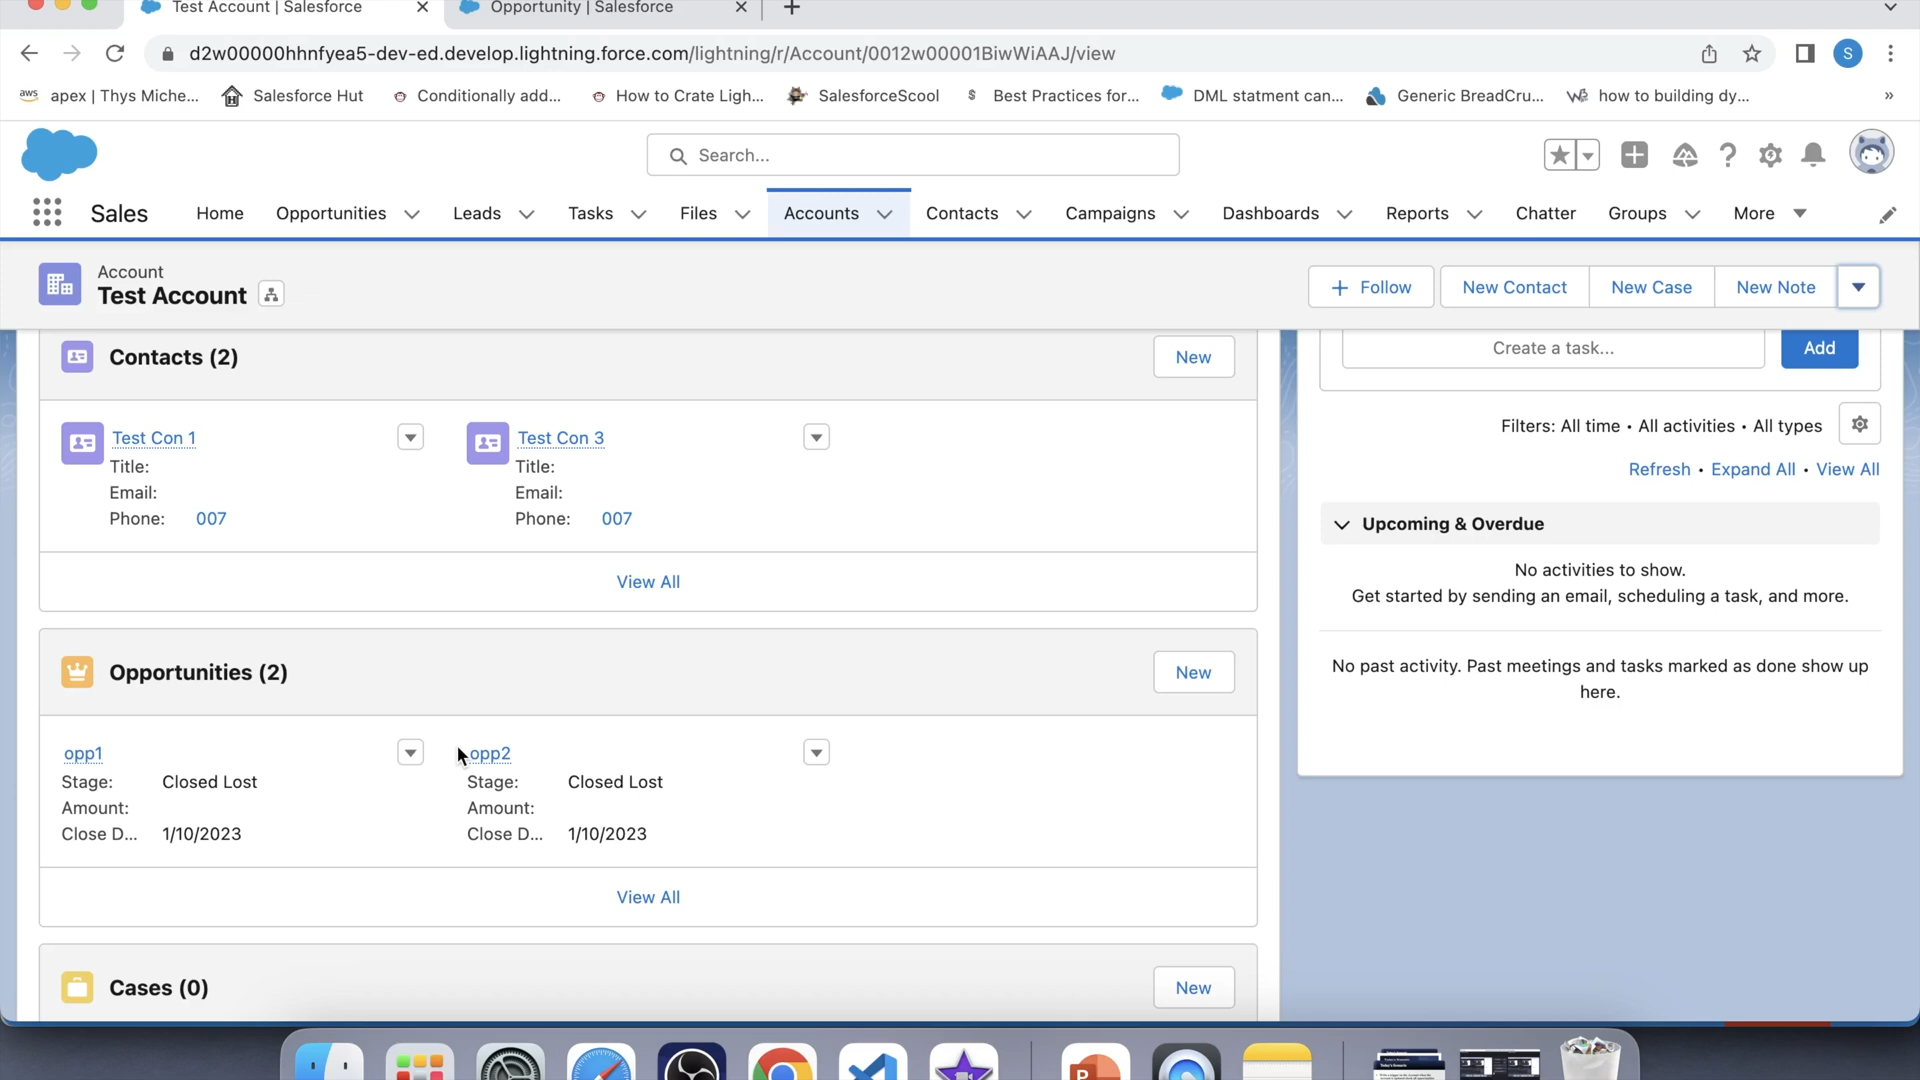 Test Account | Salesforce
Opportunity | Salesforce
d2w00000hhnfyea5-dev-ed.develop.lightning.force.com/lightning/r/Account/0012w00001BiwWiAAJ/view
S
aws apex | Thys Miche...
Salesforce Hut
Conditionally add...
How to Crate Ligh...
SalesforceScool
S Best Practices for...
DML statment can...
Generic BreadCru...
how to building dy...
»
Search...
Sales
Home
Opportunities
Leads
Tasks
Files
Accounts
Contacts
Campaigns
Dashboards
Reports
Chatter
Groups
More
Account
Test Account
+ Follow
New Contact
New Case
New Note
Contacts (2)
New
Test Con 1
Title:
Email:
Phone: 007
Test Con 3
Title:
Email:
Phone: 007
View All
Opportunities (2)
New
opp1
Stage: Closed Lost
Amount:
Close D... 1/10/2023
opp2
Stage: Closed Lost
Amount:
Close D... 1/10/2023
View All
Cases (0)
New
Create a task...
Add
Filters: All time • All activities • All types
Refresh • Expand All • View All
Upcoming & Overdue
No activities to show.
Get started by sending an email, scheduling a task, and more.
No past activity. Past meetings and tasks marked as done show up
here.
P